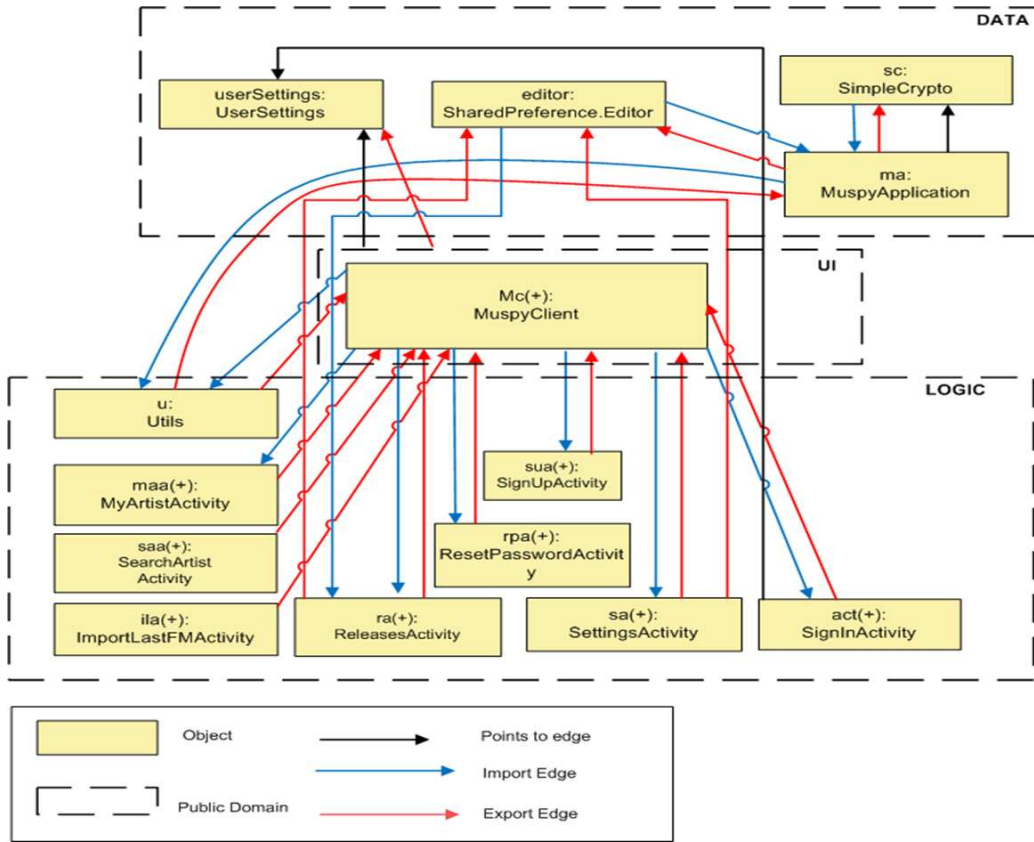 DATA
userSettings:
UserSettings
editor:
SharedPreference.Editor
sc:
SimpleCrypto
ma:
MuspyApplication
UI
Mc(+):
MuspyClient
LOGIC
u:
Utils
maa(+):
MyArtistActivity
saa(+):
SearchArtist
Activity
ila(+):
ImportLastFMActivity
ra(+):
ReleasesActivity
rpa(+):
ResetPasswordActivit
y
sua(+):
SignUpActivity
sa(+):
SettingsActivity
act(+):
SignInActivity
Object
Points to edge
Import Edge
Public Domain
Export Edge